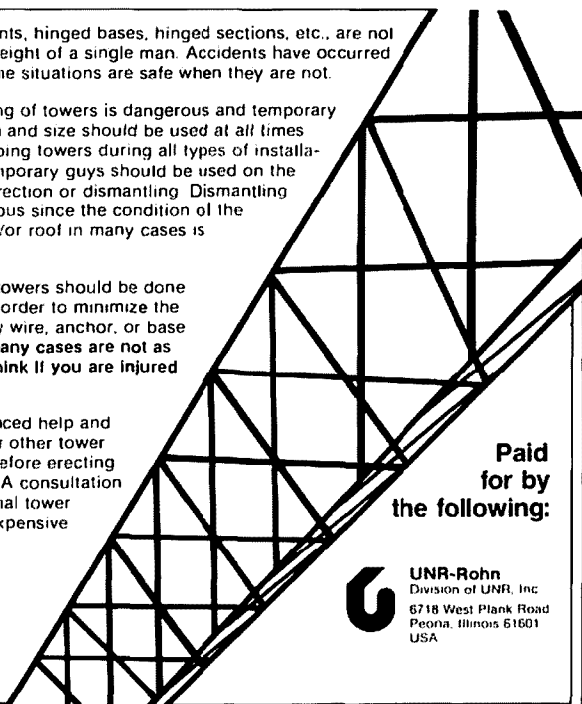 nts, hinged bases, hinged sections, etc., are not
eight of a single man. Accidents have occurred
ne situations are safe when they are not.
ng of towers is dangerous and temporary
n and size should be used at all times
bing towers during all types of installa-
mporary guys should be used on the
rection or dismantling Dismantling
ous since the condition of the
/or roof in many cases is
owers should be done
order to minimize the
y wire, anchor, or base
any cases are not as
hink If you are injured
nced help and
r other tower
efore erecting
A consultation
nal tower
xpensive
Paid
for by
the following:
UNR-Rohn
Division of UNR, Inc
6718 West Plank Road
Peoria, Illinois 61601
USA